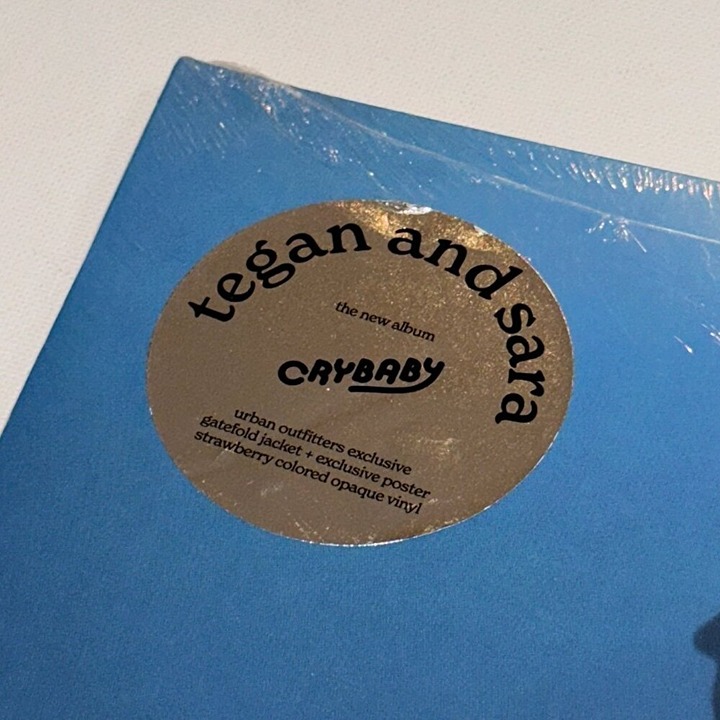 tegan and sara
the new album
CRYBABY
urban outfitters exclusive
gatefold jacket + exclusive poster
strawberry colored opaque vinyl